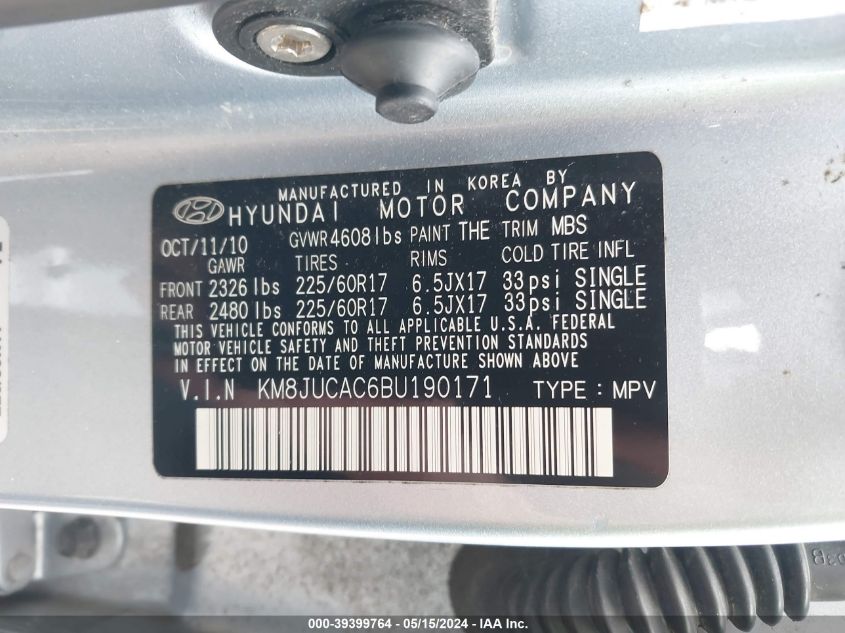 MANUFACTURED IN KOREA BY
HYUNDAI MOTOR COMPANY
OCT/11/10 GVWR 4608lbs PAINT THE TRIM MBS
GAWR TIRES RIMS COLD TIRE INFL
FRONT 2326 lbs 225/60R17 6.5JX17 33psi SINGLE
REAR 2480 lbs 225/60R17 6.5JX17 33psi SINGLE
THIS VEHICLE CONFORMS TO ALL APPLICABLE U.S.A. FEDERAL
MOTOR VEHICLE SAFETY AND THEFT PREVENTION STANDARDS
IN EFFECT ON THE DATE OF MANUFACTURE SHOWN ABOVE
V.I.N KM8JUCAC6BU190171 TYPE : MPV
000-39399764 - 05/15/2024 - IAA Inc.